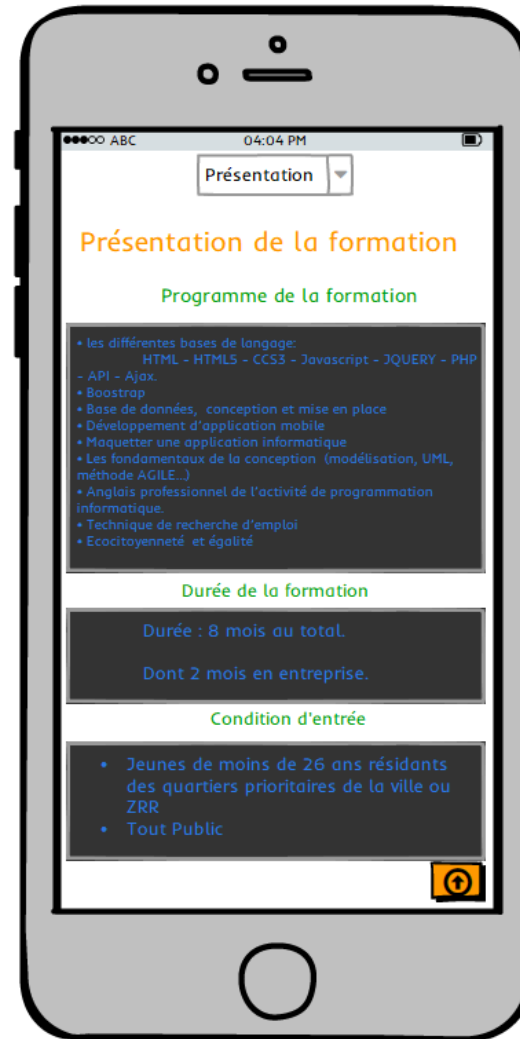 ABC 04:04 PM
Présentation
Présentation de la formation
Programme de la formation
• les différentes bases de langage:
HTML - HTML5 - CCS3 - Javascript - JQUERY - PHP
- API - Ajax.
• Boostrap
• Base de données, conception et mise en place
• Développement d'application mobile
• Maquetter une application informatique
• Les fondamentaux de la conception (modélisation, UML,
méthode AGILE...)
• Anglais professionnel de l'activité de programmation
informatique.
• Technique de recherche d'emploi
• Ecocitoyenneté et égalité
Durée de la formation
Durée : 8 mois au total.
Dont 2 mois en entreprise.
Condition d'entrée
• Jeunes de moins de 26 ans résidants
des quartiers prioritaires de la ville ou
ZRR
• Tout Public